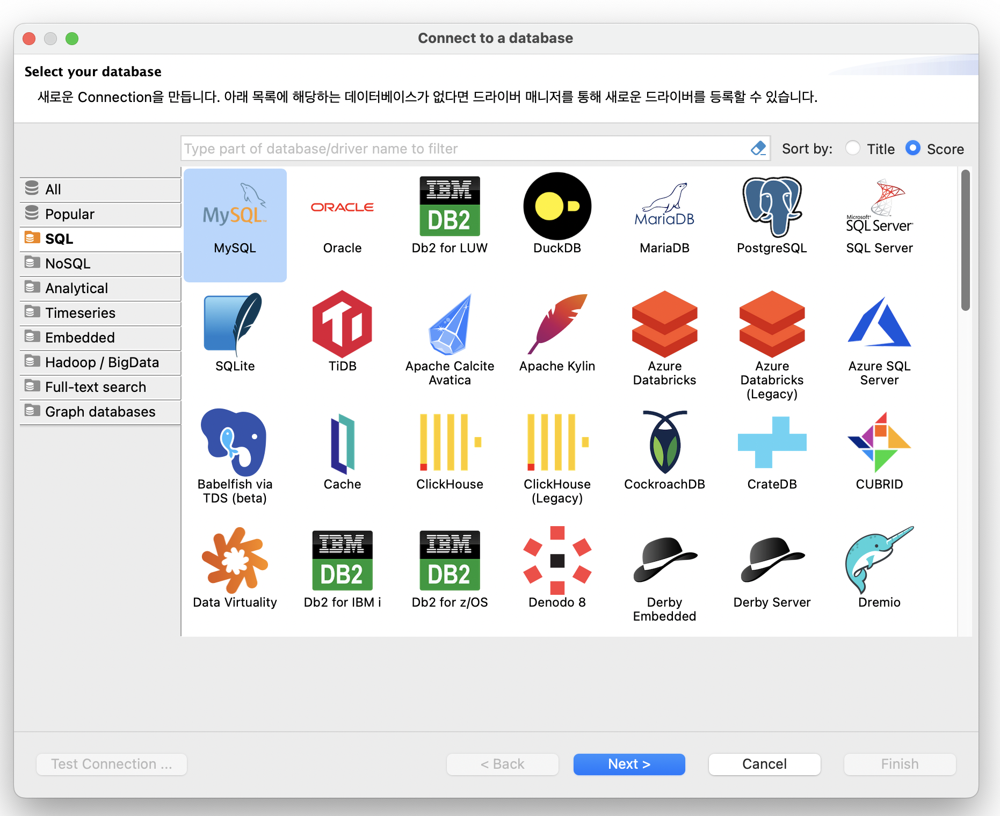 Connect to a database
Select your database
새로운 Connection을 만듭니다. 아래 목록에 해당하는 데이터베이스가 없다면 드라이버 매니저를 통해 새로운 드라이버를 등록할 수 있습니다.
Type part of database/driver name to filter
Sort by:
Title
Score
All
Popular
SQL
NoSQL
Analytical
Timeseries
Embedded
Hadoop / BigData
Full-text search
Graph databases
MySQL™
MySQL
ORACLE
Oracle
IBM
DB2
Db2 for LUW
DuckDB
MariaDB
MariaDB
PostgreSQL
Microsoft®
SQL Server®
SQL Server
SQLite
TiDB
Apache Calcite
Avatica
Apache Kylin
Azure
Databricks
Azure
Databricks
(Legacy)
Azure SQL
Server
Babelfish via
TDS (beta)
Cache
ClickHouse
ClickHouse
(Legacy)
CockroachDB
CrateDB
CUBRID
Data Virtuality
IBM
DB2
Db2 for IBM i
IBM
DB2
Db2 for z/OS
Denodo 8
Derby
Embedded
Derby Server
Dremio
Test Connection ...
< Back
Next >
Cancel
Finish